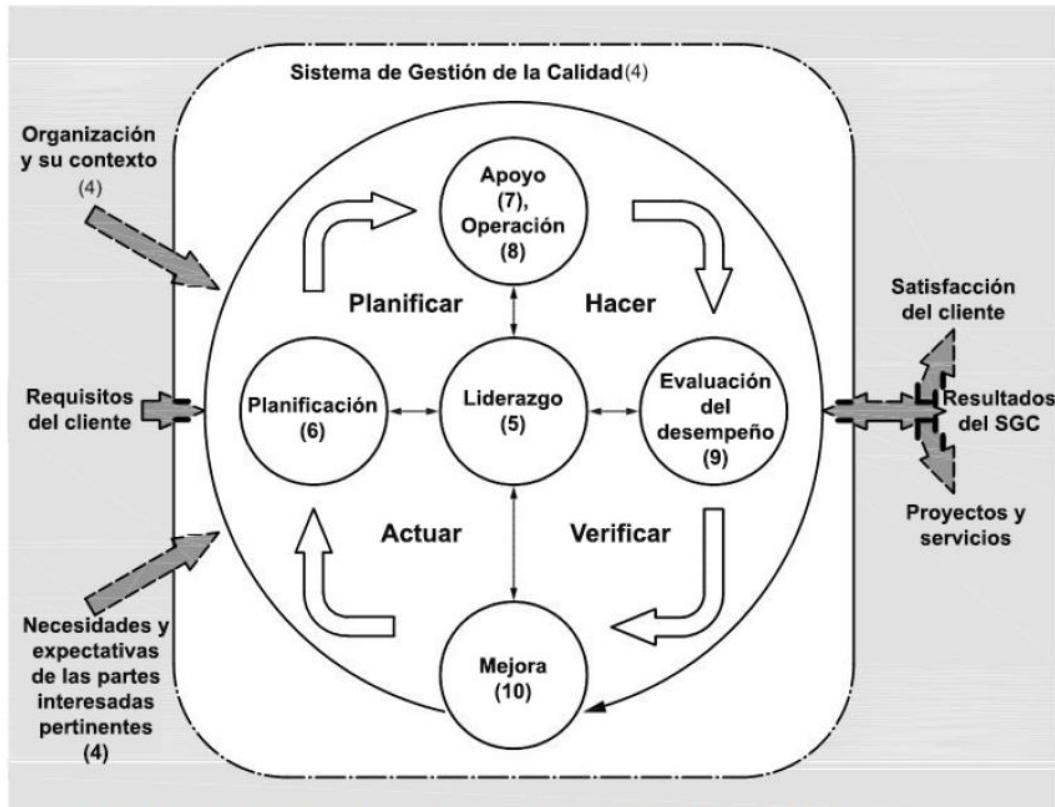 Sistema de Gestión de la Calidad(4)
Organización
y su contexto
(4)
Apoyo
(7),
Operación
(8)
Planificar
Hacer
Satisfacción
del cliente
Requisitos
del cliente
Planificación
(6)
Liderazgo
(5)
Evaluación
del
desempeño
(9)
Resultados
del SGC
Actuar
Verificar
Proyectos y
servicios
Necesidades y
expectativas
de las partes
interesadas
pertinentes
(4)
Mejora
(10)